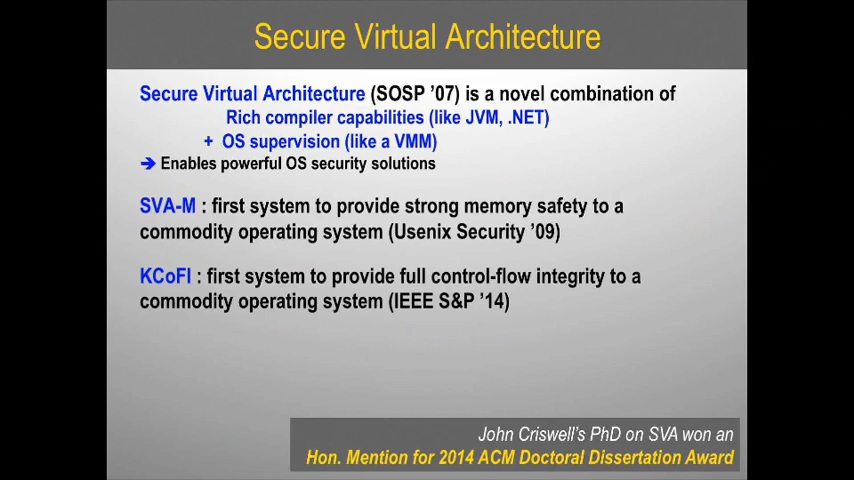 Secure Virtual Architecture
Secure Virtual Architecture (SOSP ’07) is a novel combination of
Rich compiler capabilities (like JVM, .NET)
+ OS supervision (like a VMM)
➔ Enables powerful OS security solutions
SVA-M : first system to provide strong memory safety to a
commodity operating system (Usenix Security ’09)
KCoFI : first system to provide full control-flow integrity to a
commodity operating system (IEEE S&P ’14)
John Criswell’s PhD on SVA won an
Hon. Mention for 2014 ACM Doctoral Dissertation Award